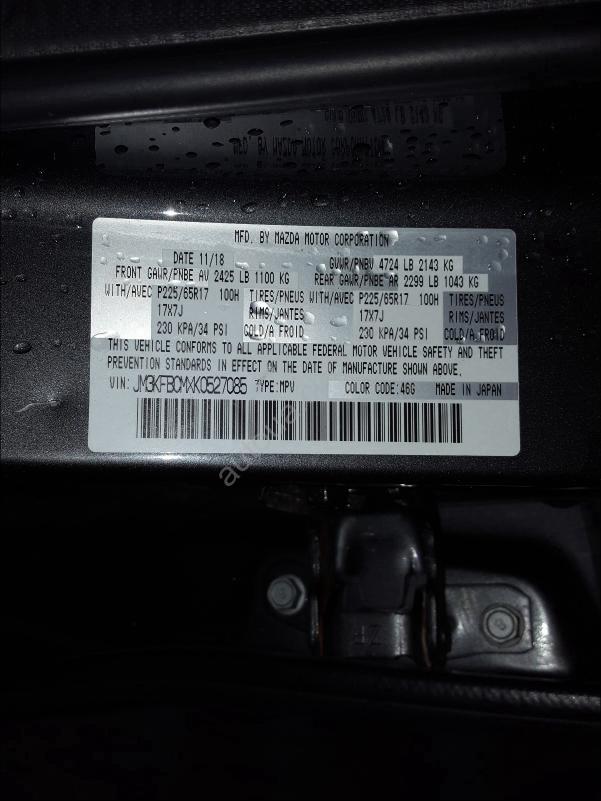 MFD. BY MAZDA MOTOR CORPORATION
DATE 11/18 GVWR/PNBV 4724 LB 2143 KG
FRONT GAWR/PNBE AV 2425 LB 1100 KG REAR GAWR/PNBE AR 2299 LB 1043 KG
WITH/AVEC P225/65R17 100H TIRES/PNEUS WITH/AVEC P225/65R17 100H TIRES/PNEUS
17X7J RIMS/JANTES 17X7J RIMS/JANTES
230 KPA/34 PSI COLD/A FROID 230 KPA/34 PSI COLD/A FROID
THIS VEHICLE CONFORMS TO ALL APPLICABLE FEDERAL MOTOR VEHICLE SAFETY AND THEFT
PREVENTION STANDARDS IN EFFECT ON THE DATE OF MANUFACTURE SHOWN ABOVE.
VIN: JM3KFBCMXK0527085 TYPE:MPV COLOR CODE:46G MADE IN JAPAN